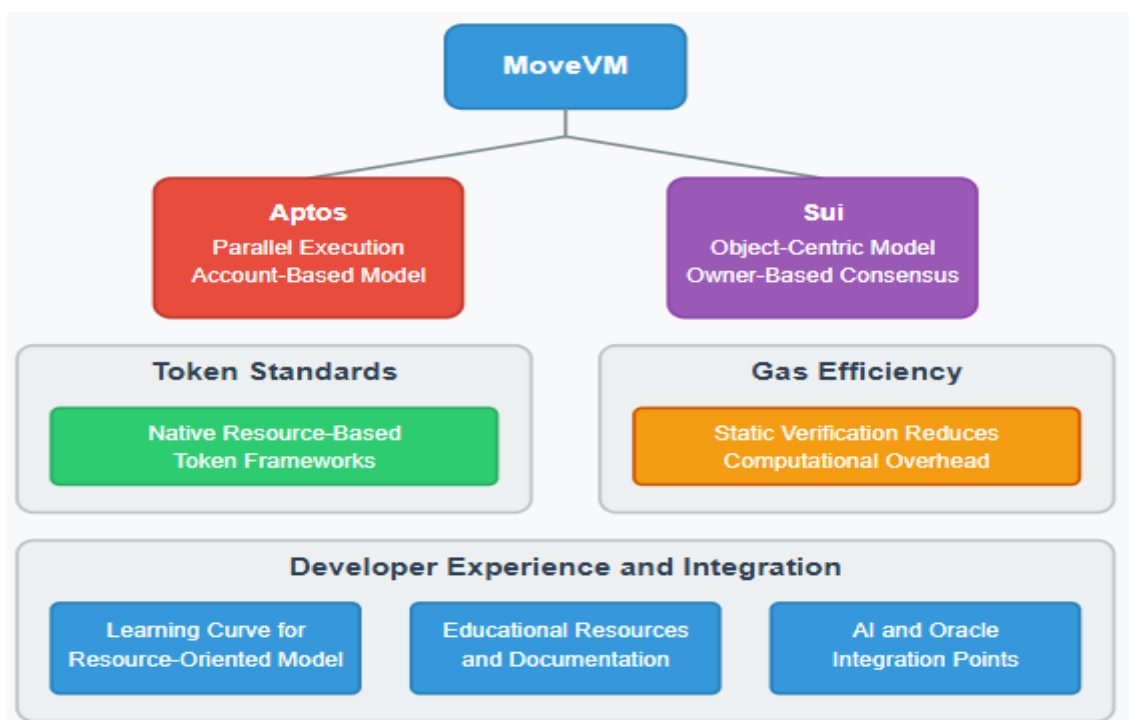 MoveVM
Aptos
Parallel Execution
Account-Based Model
Sui
Object-Centric Model
Owner-Based Consensus
Token Standards
Native Resource-Based
Token Frameworks
Gas Efficiency
Static Verification Reduces
Computational Overhead
Developer Experience and Integration
Learning Curve for
Resource-Oriented Model
Educational Resources
and Documentation
AI and Oracle
Integration Points